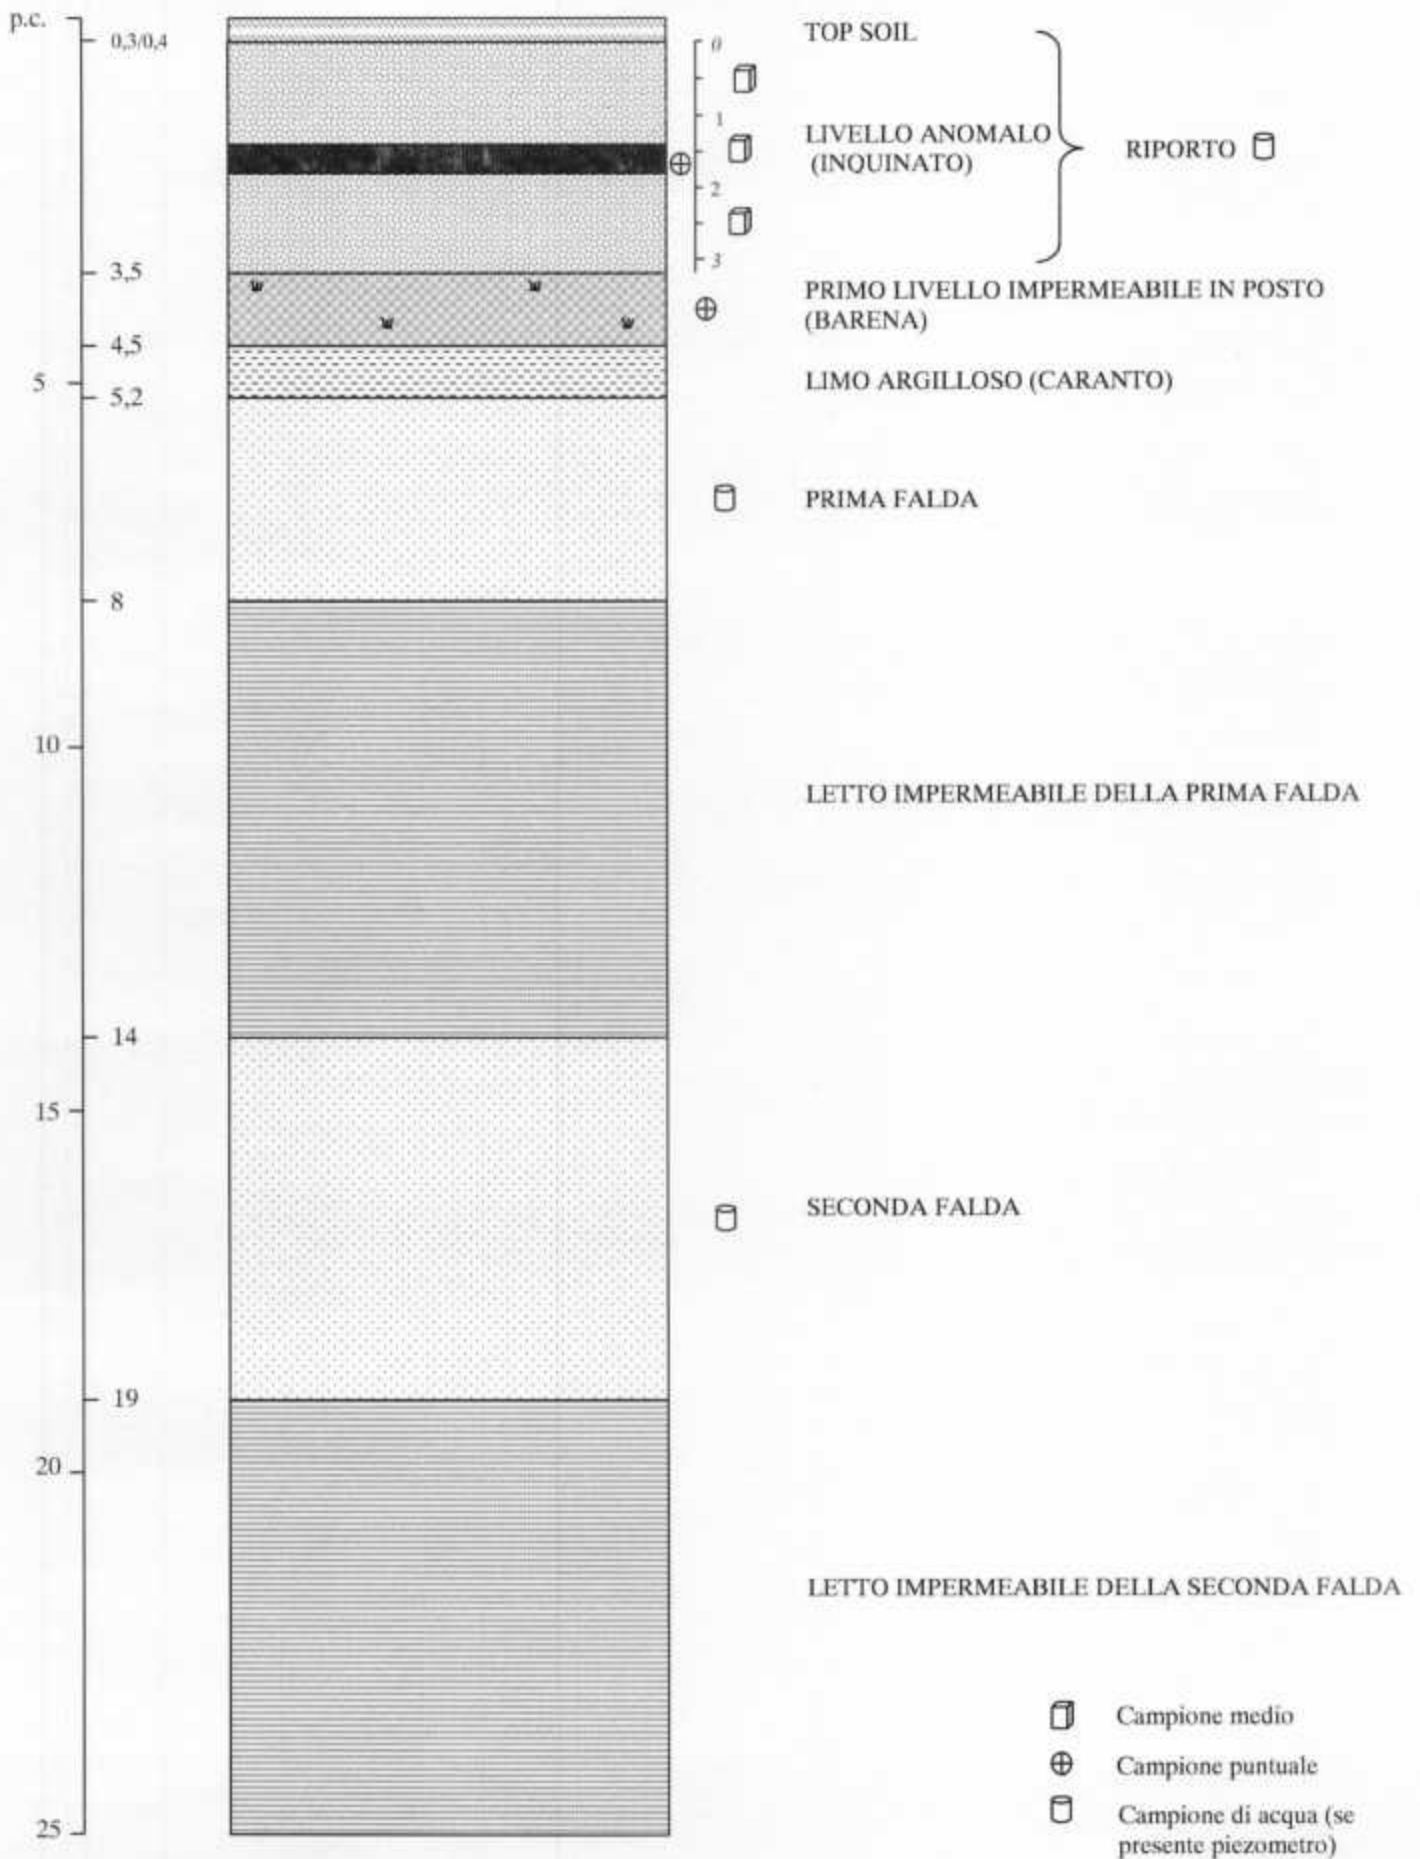 p.c.
0,3/0,4
TOP SOIL
0
1
LIVELLO ANOMALO
(INQUINATO)
RIPORTO
2
3
3,5
PRIMO LIVELLO IMPERMEABILE IN POSTO
(BARENA)
4,5
5
LIMO ARGILLOSO (CARANTO)
5,2
PRIMA FALDA
8
10
LETTO IMPERMEABILE DELLA PRIMA FALDA
14
15
SECONDA FALDA
19
20
LETTO IMPERMEABILE DELLA SECONDA FALDA
Campione medio
Campione puntuale
Campione di acqua (se
presente piezometro)
25